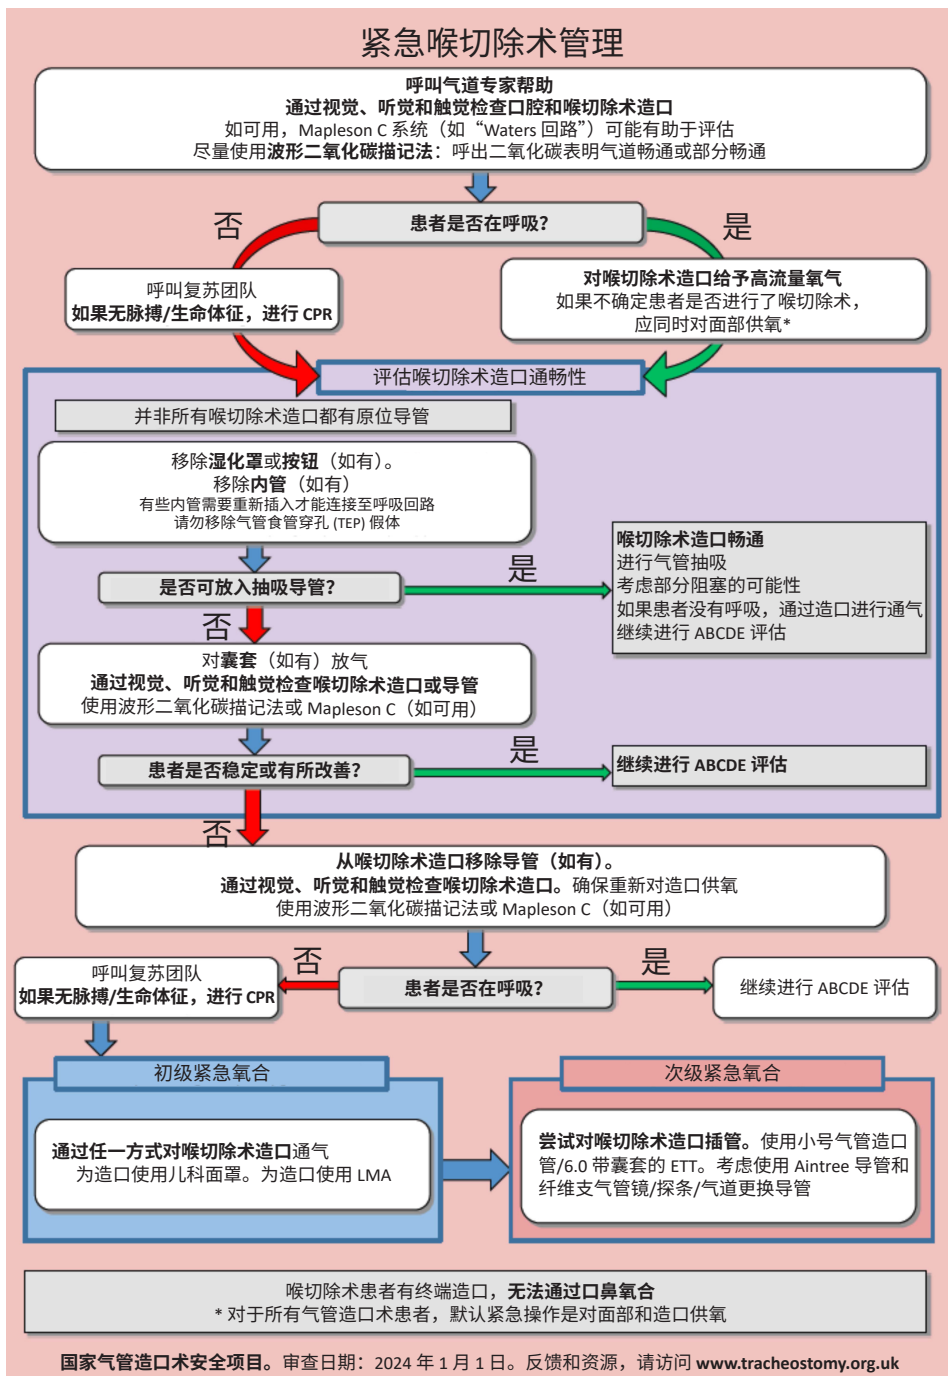 紧急喉切除术管理
呼叫气道专家帮助
通过视觉、听觉和触觉检查口腔和喉切除术造口
如可用，Mapleson C 系统（如“Waters 回路”）可能有助于评估
尽量使用波形二氧化碳描记法：呼出二氧化碳表明气道畅通或部分畅通
患者是否在呼吸？
否
是
呼叫复苏团队
如果无脉搏/生命体征，进行 CPR
对喉切除术造口给予高流量氧气
如果不确定患者是否进行了喉切除术，
应同时对面部供氧*
评估喉切除术造口通畅性
并非所有喉切除术造口都有原位导管
移除湿化罩或按钮（如有）。
移除内管（如有）
有些内管需要重新插入才能连接至呼吸回路
请勿移除气管食管穿孔 (TEP) 假体
是否可放入抽吸导管？
是
喉切除术造口畅通
进行气管抽吸
考虑部分阻塞的可能性
如果患者没有呼吸，通过造口进行通气
继续进行 ABCDE 评估
否
对囊套（如有）放气
通过视觉、听觉和触觉检查喉切除术造口或导管
使用波形二氧化碳描记法或 Mapleson C（如可用）
患者是否稳定或有所改善？
是
继续进行 ABCDE 评估
否
从喉切除术造口移除导管（如有）。
通过视觉、听觉和触觉检查喉切除术造口。确保重新对造口供氧
使用波形二氧化碳描记法或 Mapleson C（如可用）
患者是否在呼吸？
否
是
呼叫复苏团队
如果无脉搏/生命体征，进行 CPR
继续进行 ABCDE 评估
初级紧急氧合
通过任一方式对喉切除术造口通气
为造口使用儿科面罩。为造口使用 LMA
次级紧急氧合
尝试对喉切除术造口插管。使用小号气管造口
管/6.0 带囊套的 ETT。考虑使用 Aintree 导管和
纤维支气管镜/探条/气道更换导管
喉切除术患者有终端造口，无法通过口鼻氧合
* 对于所有气管造口术患者，默认紧急操作是对面部和造口供氧
国家气管造口术安全项目。审查日期：2024 年 1 月 1 日。反馈和资源，请访问 www.tracheostomy.org.uk